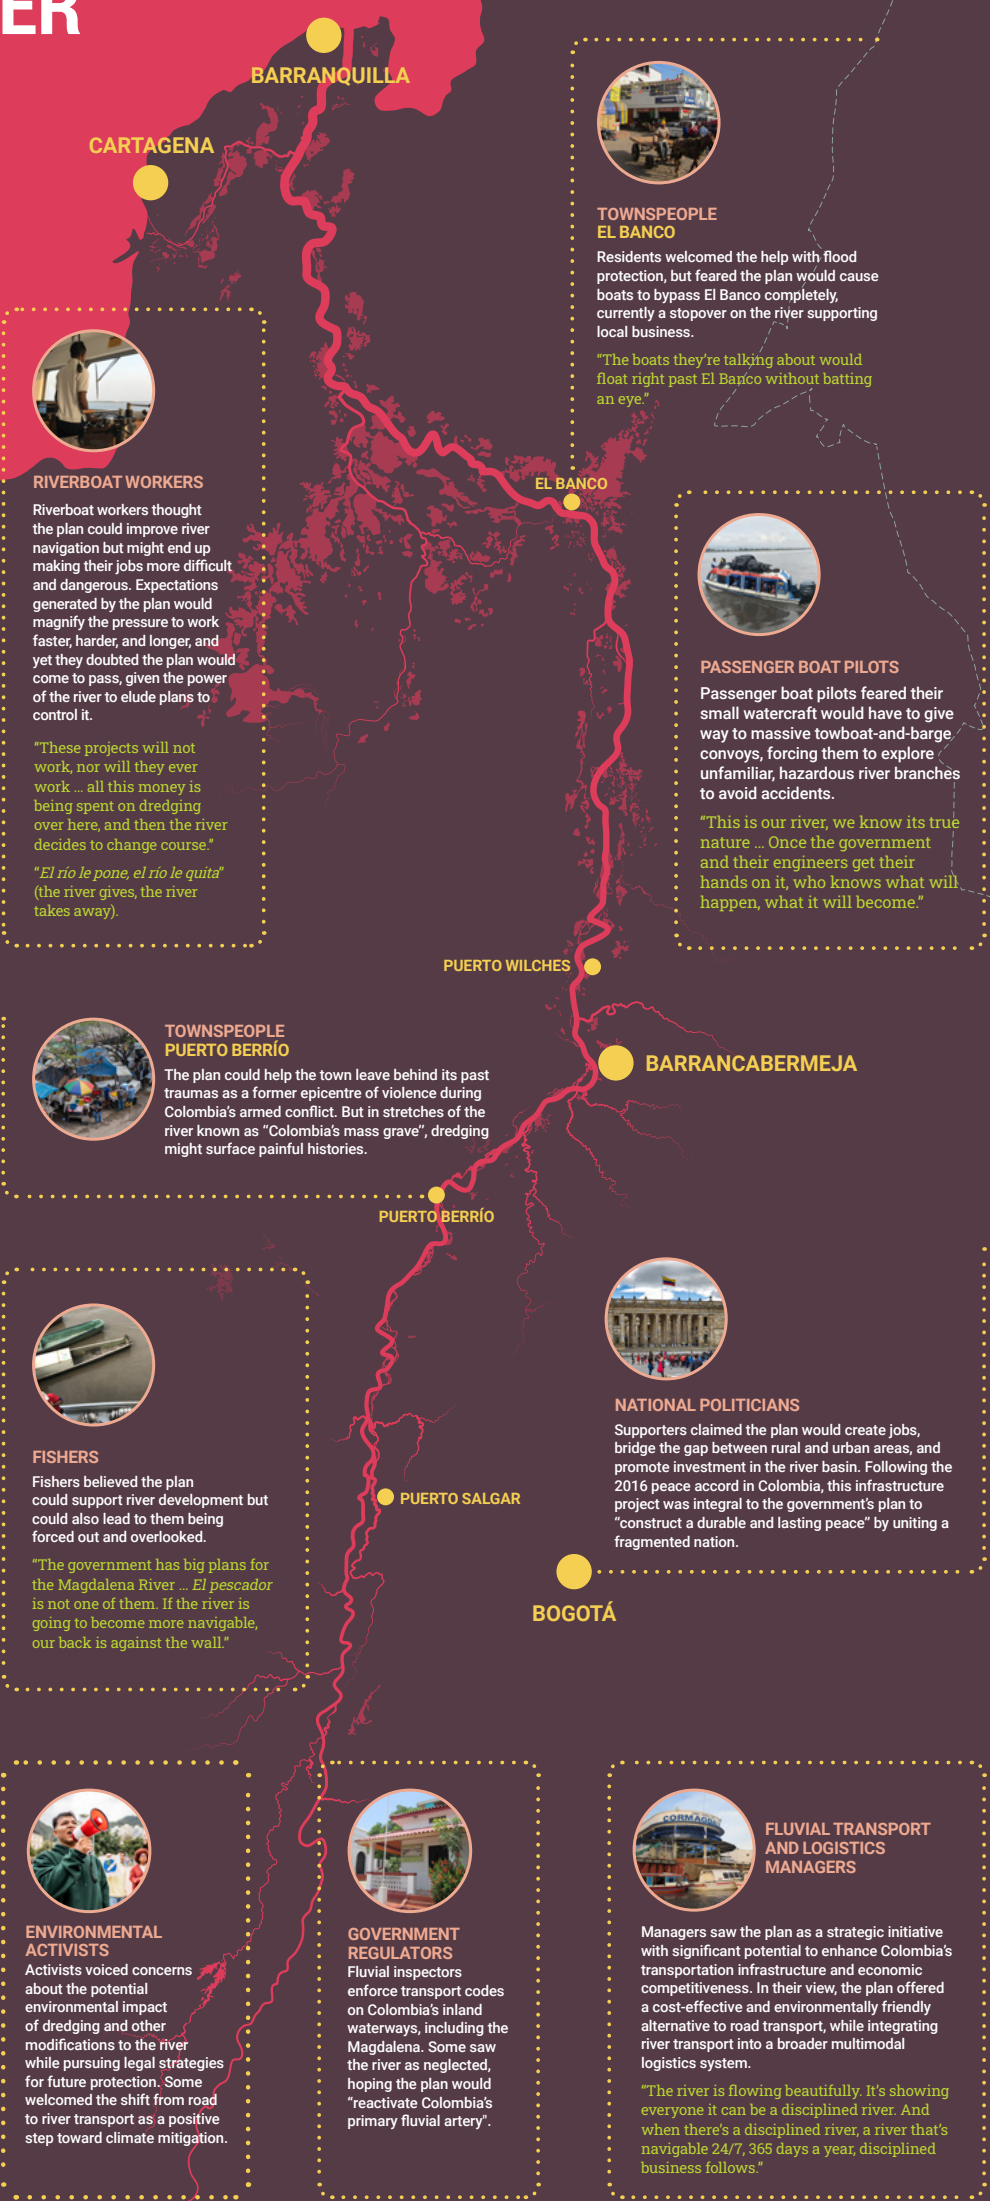 ER
BARRANQUILLA
CARTAGENA
TOWNSPEOPLE
EL BANCO
Residents welcomed the help with flood
protection, but feared the plan would cause
boats to bypass El Banco completely,
currently a stopover on the river supporting
local business.
“The boats they’re talking about would
float right past El Banco without batting
an eye.”
RIVERBOAT WORKERS
Riverboat workers thought
the plan could improve river
navigation but might end up
making their jobs more difficult
and dangerous. Expectations
generated by the plan would
magnify the pressure to work
faster, harder, and longer, and
yet they doubted the plan would
come to pass, given the power
of the river to elude plans to
control it.
“These projects will not
work, nor will they ever
work ... all this money is
being spent on dredging
over here, and then the river
decides to change course.”
“El río le pone, el río le quita”
(the river gives, the river
takes away).
EL BANCO
PASSENGER BOAT PILOTS
Passenger boat pilots feared their
small watercraft would have to give
way to massive towboat-and-barge
convoys, forcing them to explore
unfamiliar, hazardous river branches
to avoid accidents.
“This is our river, we know its true
nature ... Once the government
and their engineers get their
hands on it, who knows what will
happen, what it will become.”
PUERTO WILCHES
TOWNSPEOPLE
PUERTO BERRÍO
The plan could help the town leave behind its past
traumas as a former epicentre of violence during
Colombia’s armed conflict. But in stretches of the
river known as “Colombia’s mass grave”, dredging
might surface painful histories.
BARRANCABERMEJA
PUERTO BERRÍO
FISHERS
Fishers believed the plan
could support river development but
could also lead to them being
forced out and overlooked.
“The government has big plans for
the Magdalena River ... El pescador
is not one of them. If the river is
going to become more navigable,
our back is against the wall.”
NATIONAL POLITICIANS
Supporters claimed the plan would create jobs,
bridge the gap between rural and urban areas, and
promote investment in the river basin. Following the
2016 peace accord in Colombia, this infrastructure
project was integral to the government’s plan to
“construct a durable and lasting peace” by uniting a
fragmented nation.
PUERTO SALGAR
BOGOTÁ
ENVIRONMENTAL
ACTIVISTS
Activists voiced concerns
about the potential
environmental impact
of dredging and other
modifications to the river
while pursuing legal strategies
for future protection. Some
welcomed the shift from road
to river transport as a positive
step toward climate mitigation.
GOVERNMENT
REGULATORS
Fluvial inspectors
enforce transport codes
on Colombia’s inland
waterways, including the
Magdalena. Some saw
the river as neglected,
hoping the plan would
“reactivate Colombia’s
primary fluvial artery".
CORMAGD
FLUVIAL TRANSPORT
AND LOGISTICS
MANAGERS
Managers saw the plan as a strategic initiative
with significant potential to enhance Colombia’s
transportation infrastructure and economic
competitiveness. In their view, the plan offered
a cost-effective and environmentally friendly
alternative to road transport, while integrating
river transport into a broader multimodal
logistics system.
“The river is flowing beautifully. It’s showing
everyone it can be a disciplined river. And
when there’s a disciplined river, a river that’s
navigable 24/7, 365 days a year, disciplined
business follows.”